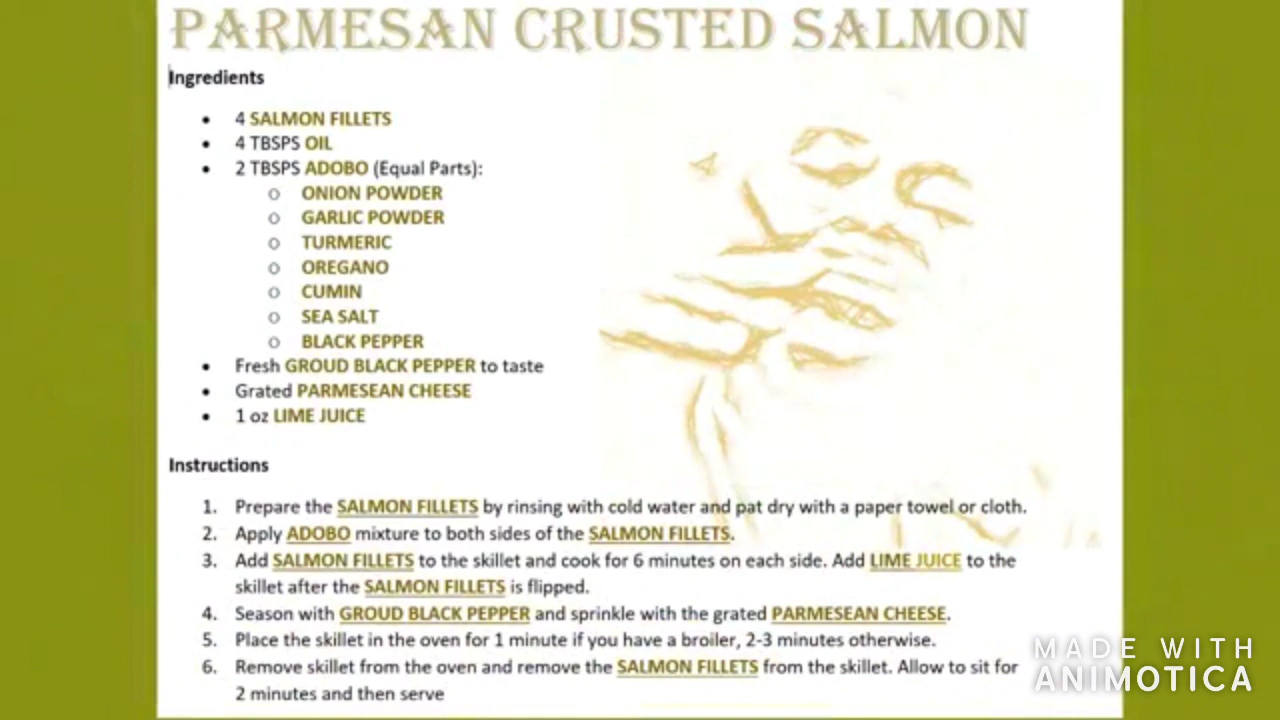 PARMESAN CRUSTED SALMON
Ingredients
• 4 SALMON FILLETS
• 4 TBSPS OIL
• 2 TBSPS ADOBO (Equal Parts):
o ONION POWDER
o GARLIC POWDER
o TURMERIC
o OREGANO
o CUMIN
o SEA SALT
o BLACK PEPPER
• Fresh GROUD BLACK PEPPER to taste
• Grated PARMESEAN CHEESE
• 1 oz LIME JUICE
Instructions
1. Prepare the SALMON FILLETS by rinsing with cold water and pat dry with a paper towel or cloth.
2. Apply ADOBO mixture to both sides of the SALMON FILLETS.
3. Add SALMON FILLETS to the skillet and cook for 6 minutes on each side. Add LIME JUICE to the
skillet after the SALMON FILLETS is flipped.
4. Season with GROUD BLACK PEPPER and sprinkle with the grated PARMESEAN CHEESE.
5. Place the skillet in the oven for 1 minute if you have a broiler, 2-3 minutes otherwise.
6. Remove skillet from the oven and remove the SALMON FILLETS from the skillet. Allow to sit for
2 minutes and then serve
MADE WITH
ANIMOTICA